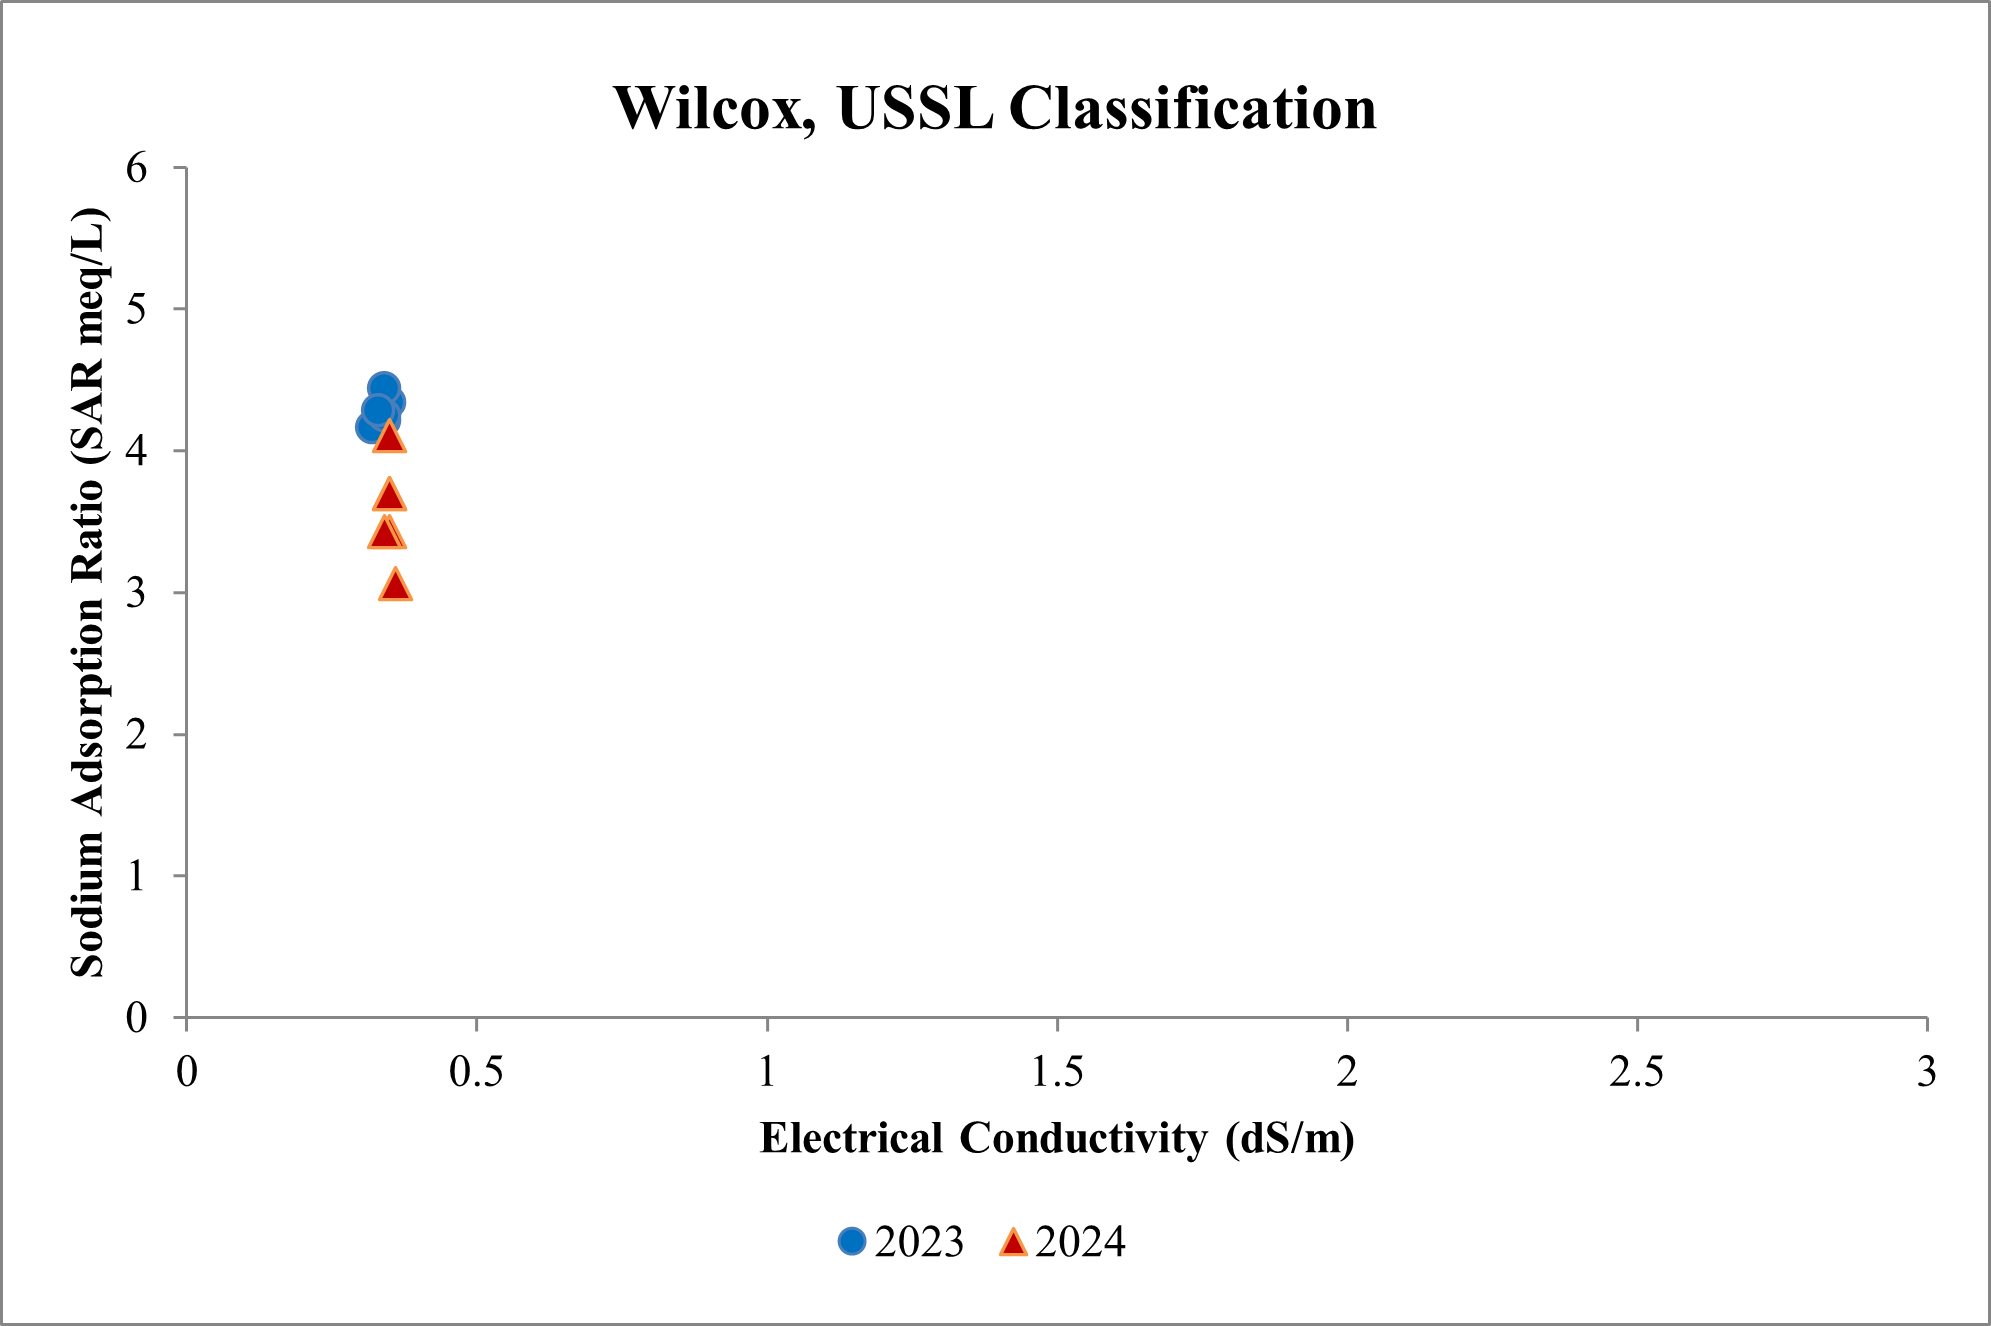 Wilcox, USSL Classification
Sodium Adsorption Ratio (SAR meq/L)
6
5
4
3
2
1
0
0 0.5 1 1.5 2 2.5 3
Electrical Conductivity (dS/m)
2023 2024